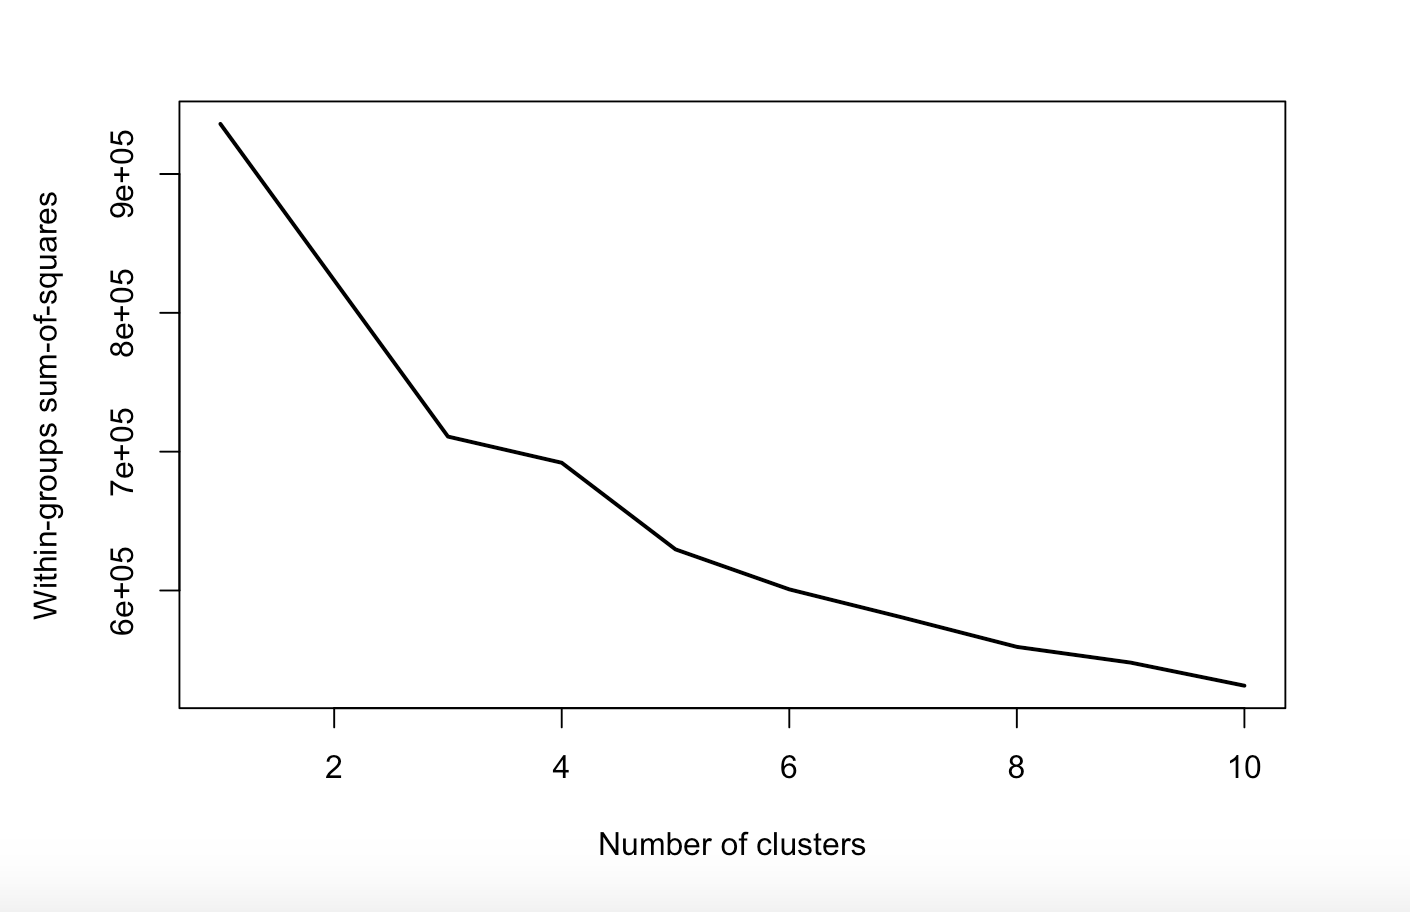 Within-groups sum-of-squares
9e+05
8e+05
7e+05
6e+05
2 4 6 8 10
Number of clusters